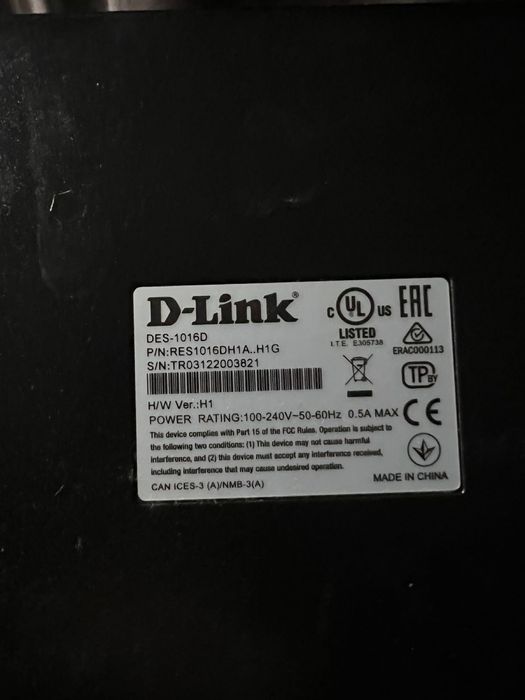 D-Link®
DES-1016D
P/N:RES1016DH1A..H1G
S/N:TR03122003821
H/W Ver.:H1
POWER RATING:100-240V~50-60Hz 0.5A MAX
This device complies with Part 15 of the FCC Rules. Operation is subject to
the following two conditions: (1) This device may not cause harmful
interference, and (2) this device must accept any interference received,
including interference that may cause undesired operation.
CAN ICES-3 (A)/NMB-3(A)
C UL US
LISTED
I.T.E. E305738
EAC
ERAC000113
TP BY
CE
MADE IN CHINA